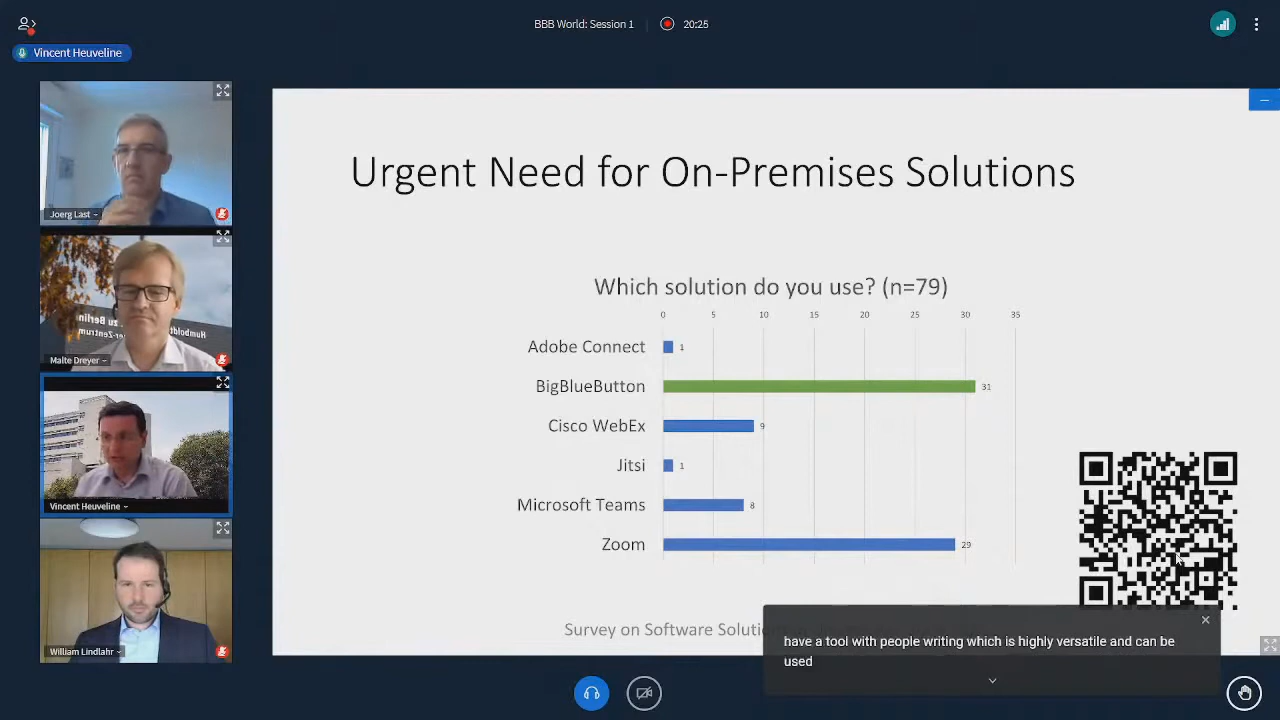 BBB World: Session 1
20:25
Vincent Heuveline
Joerg Last
Malte Dreyer
Vincent Heuveline
William Lindlahr
Urgent Need for On-Premises Solutions
Which solution do you use? (n=79)
0 5 10 15 20 25 30 35
Adobe Connect 1
BigBlueButton 31
Cisco WebEx 9
Jitsi 1
Microsoft Teams 8
Zoom 29
Survey on Software
have a tool with people writing which is highly versatile and can be
used